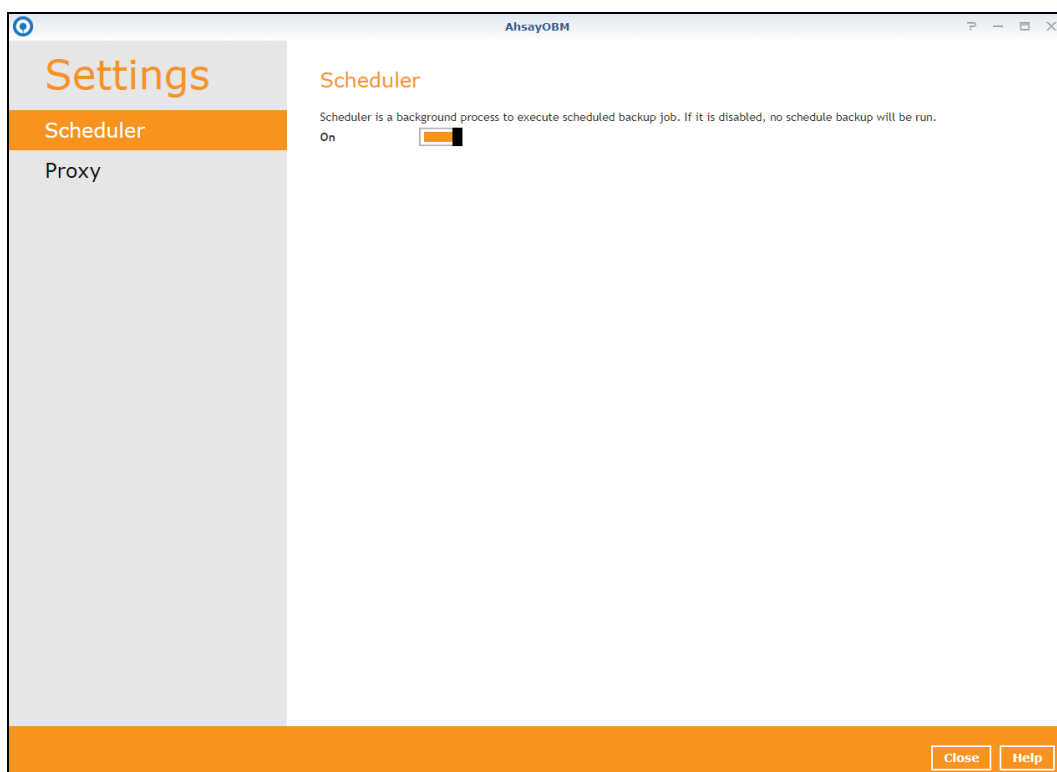 AhsayOBM
Settings
Scheduler
Proxy
Scheduler
Scheduler is a background process to execute scheduled backup job. If it is disabled, no schedule backup will be run.
On
Close
Help